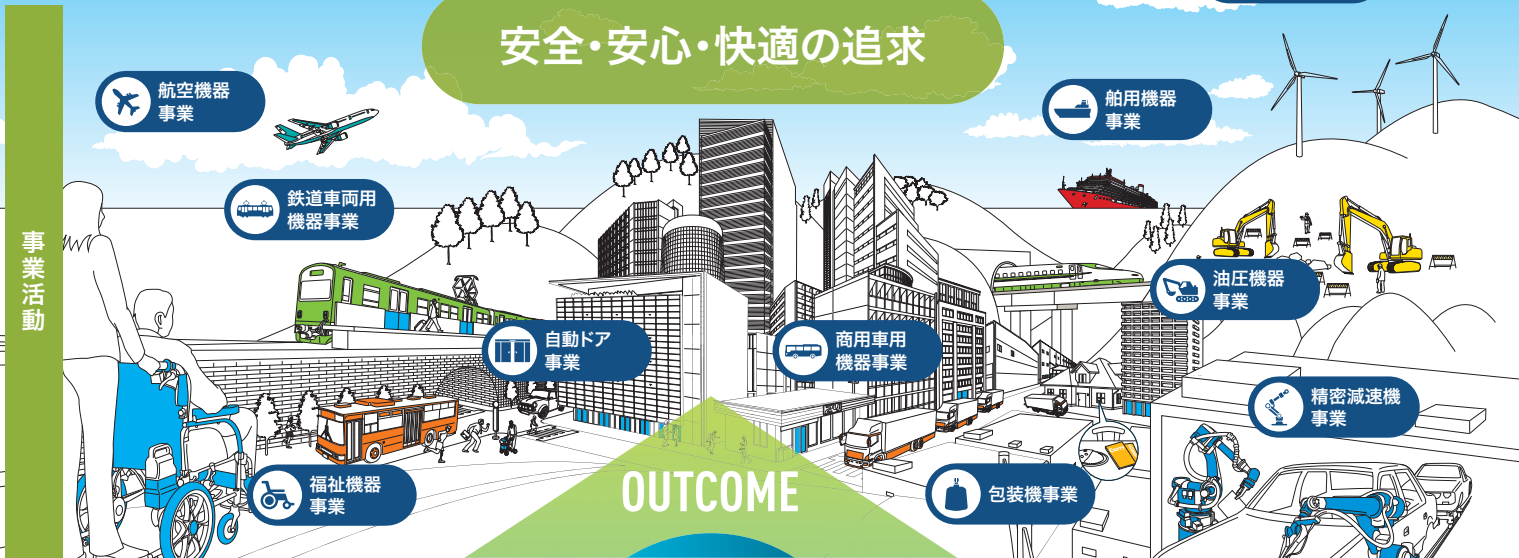 安全・安心・快適の追求
航空機器
事業
舶用機器
事業
鉄道車両用
機器事業
事業活動
油圧機器
事業
自動ドア
事業
商用車用
機器事業
精密減速機
事業
福祉機器
事業
OUTCOME
包装機事業